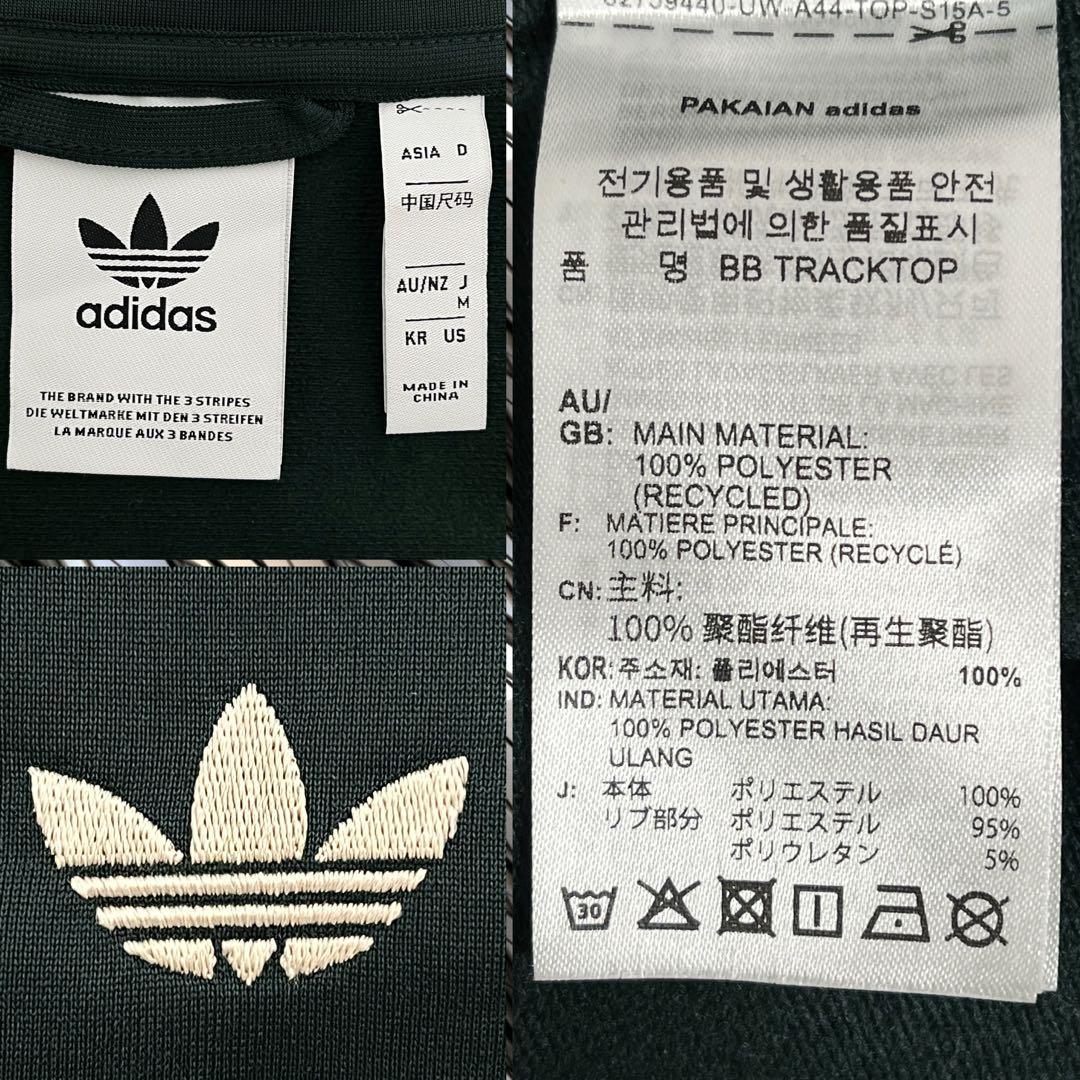 adidas
THE BRAND WITH THE 3 STRIPES
DIE WELTMARKE MIT DEN 3 STREIFEN
LA MARQUE AUX 3 BANDES
ASIA D
中国尺码
AU/NZ J
M
KR US
MADE IN
CHINA
-UW-A44-TOP-S15A-5
PAKAIAN adidas
전기용품 및 생활용품 안전
관리법에 의한 품질표시
품 명 BB TRACKTOP
AU/
GB: MAIN MATERIAL:
100% POLYESTER
(RECYCLED)
F: MATIERE PRINCIPALE:
100% POLYESTER (RECYCLÉ)
CN: 主料:
100% 聚酯纤维(再生聚酯)
KOR: 주소재: 폴리에스터 100%
IND: MATERIAL UTAMA:
100% POLYESTER HASIL DAUR
ULANG
J: 本体 ポリエステル 100%
リブ部分 ポリエステル 95%
ポリウレタン 5%
30